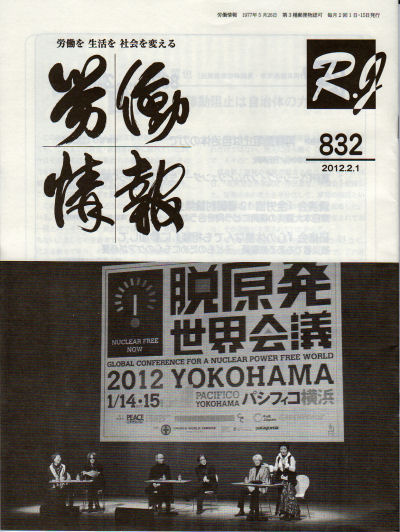 労働情報 1977年5月26日 第3種郵便物認可 毎月2回1日・15日発行
労働を 生活を 社会を変える
労働
情報
R.J
832
2012.2.1
脱原発
世界会議
NUCLEAR FREE
NOW
GLOBAL CONFERENCE FOR A NUCLEAR POWER FREE WORLD
2012 YOKOHAMA
1/14・15
PACIFICO
YOKOHAMA
パシフィコ横浜
PEACE
patagonia